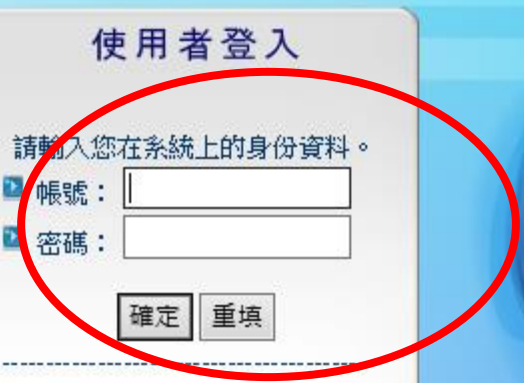 使用者登入
請輸入您在系統上的身份資料。
帳號：
密碼：
確定 重填